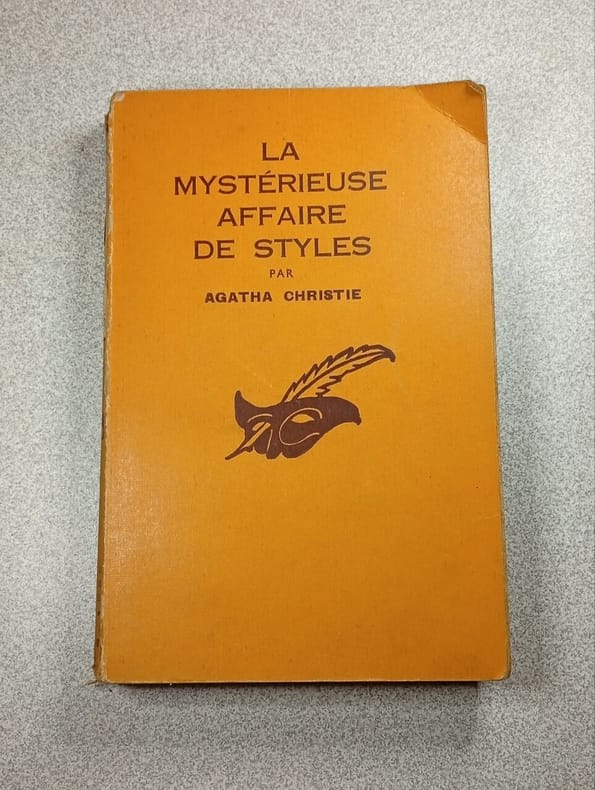 LA
MYSTÉRIEUSE
AFFAIRE
DE STYLES
PAR
AGATHA CHRISTIE